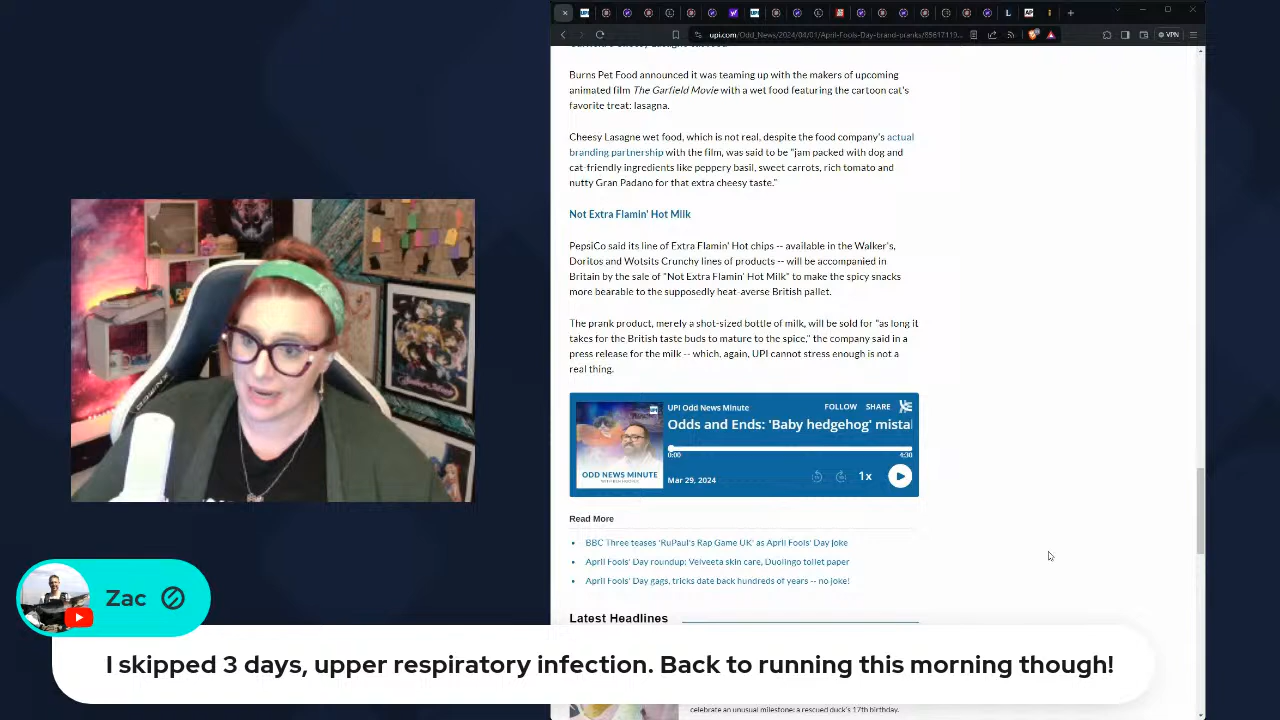 upi.com/Odd_News/2024/04/01/April-Fools-Day-brand-pranks/85617119...
VPN
Burns Pet Food announced it was teaming up with the makers of upcoming
animated film The Garfield Movie with a wet food featuring the cartoon cat's
favorite treat: lasagna.
Cheesy Lasagne wet food, which is not real, despite the food company's actual
branding partnership with the film, was said to be "jam packed with dog and
cat-friendly ingredients like peppery basil, sweet carrots, rich tomato and
nutty Gran Padano for that extra cheesy taste."
Not Extra Flamin' Hot Milk
PepsiCo said its line of Extra Flamin' Hot chips -- available in the Walker's,
Doritos and Wotsits Crunchy lines of products -- will be accompanied in
Britain by the sale of "Not Extra Flamin' Hot Milk" to make the spicy snacks
more bearable to the supposedly heat-averse British pallet.
The prank product, merely a shot-sized bottle of milk, will be sold for "as long it
takes for the British taste buds to mature to the spice," the company said in a
press release for the milk -- which, again, UPI cannot stress enough is not a
real thing.
UPI Odd News Minute
FOLLOW SHARE
Odds and Ends: 'Baby hedgehog' mista
0:00 4:30
ODD NEWS MINUTE
Mar 29, 2024
1x
Read More
BBC Three teases 'RuPaul's Rap Game UK' as April Fools' Day joke
April Fools' Day roundup: Velveeta skin care, Duolingo toilet paper
April Fools' Day gags, tricks date back hundreds of years -- no joke!
Latest Headlines
Zac
I skipped 3 days, upper respiratory infection. Back to running this morning though!
celebrate an unusual milestone: a rescued duck's 17th birthday.